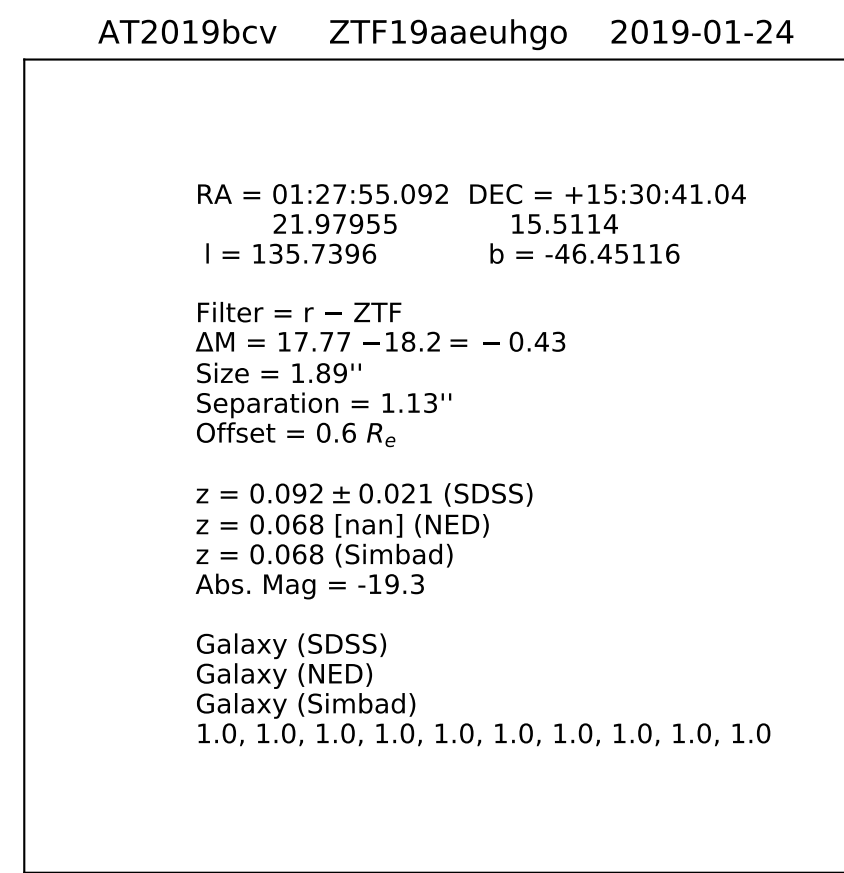 AT2019bcv ZTF19aaeuhgo 2019-01-24
RA = 01:27:55.092 DEC = +15:30:41.04
21.97955 15.5114
l = 135.7396 b = -46.45116
Filter = r − ZTF
ΔM = 17.77 −18.2 = − 0.43
Size = 1.89''
Separation = 1.13''
Offset = 0.6 Rₑ
z = 0.092 ± 0.021 (SDSS)
z = 0.068 [nan] (NED)
z = 0.068 (Simbad)
Abs. Mag = -19.3
Galaxy (SDSS)
Galaxy (NED)
Galaxy (Simbad)
1.0, 1.0, 1.0, 1.0, 1.0, 1.0, 1.0, 1.0, 1.0, 1.0